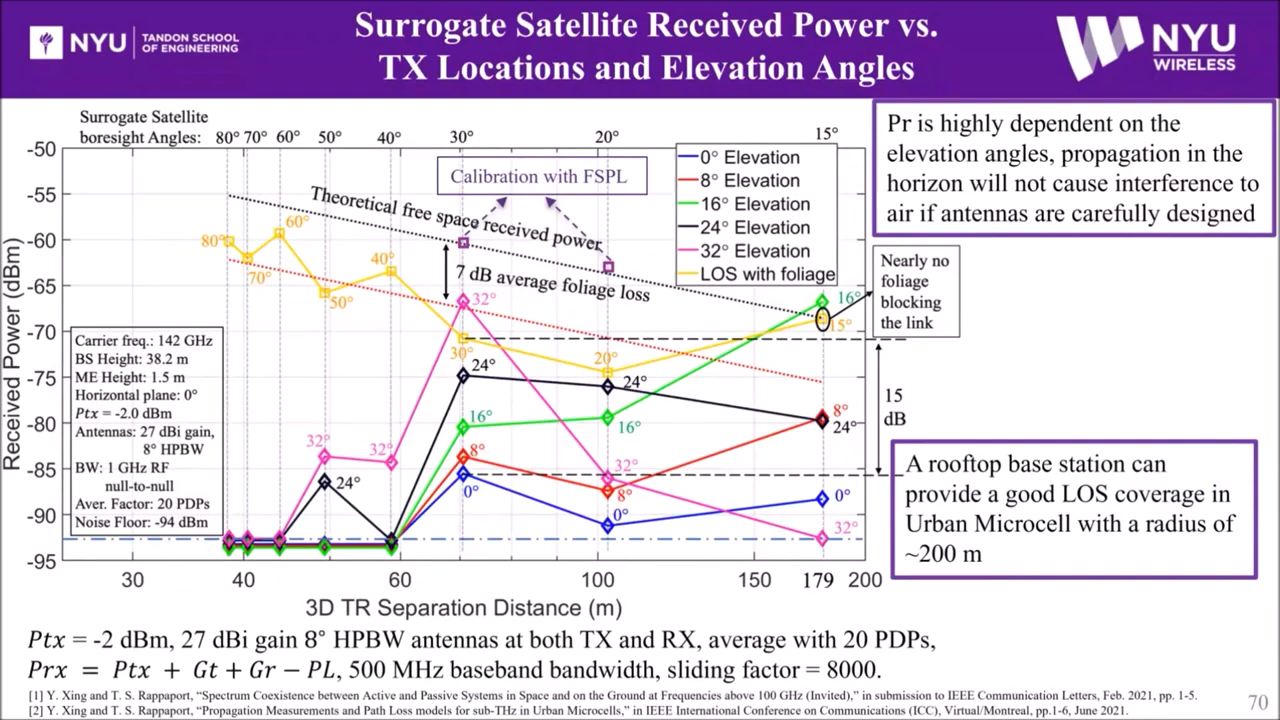 NYU
TANDON SCHOOL
OF ENGINEERING
Surrogate Satellite Received Power vs.
TX Locations and Elevation Angles
NYU
WIRELESS
Surrogate Satellite
boresight Angles:
80° 70° 60° 50° 40° 30° 20° 15°
-50
-55
-60
-65
-70
-75
-80
-85
-90
-95
Received Power (dBm)
Calibration with FSPL
Theoretical free space received power
7 dB average foliage loss
0° Elevation
8° Elevation
16° Elevation
24° Elevation
32° Elevation
LOS with foliage
80°
70°
60°
50°
40°
30°
20°
15°
32°
32°
32°
32°
32°
24°
24°
24°
24°
16°
16°
16°
8°
8°
8°
0°
0°
0°
Carrier freq.: 142 GHz
BS Height: 38.2 m
ME Height: 1.5 m
Horizontal plane: 0°
Ptx = -2.0 dBm
Antennas: 27 dBi gain,
8° HPBW
BW: 1 GHz RF
null-to-null
Aver. Factor: 20 PDPs
Noise Floor: -94 dBm
30 40 60 100 150 179 200
3D TR Separation Distance (m)
Pr is highly dependent on the
elevation angles, propagation in the
horizon will not cause interference to
air if antennas are carefully designed
Nearly no
foliage
blocking
the link
15
dB
A rooftop base station can
provide a good LOS coverage in
Urban Microcell with a radius of
~200 m
Ptx = -2 dBm, 27 dBi gain 8° HPBW antennas at both TX and RX, average with 20 PDPs,
Prx = Ptx + Gt + Gr − PL, 500 MHz baseband bandwidth, sliding factor = 8000.
[1] Y. Xing and T. S. Rappaport, “Spectrum Coexistence between Active and Passive Systems in Space and on the Ground at Frequencies above 100 GHz (Invited),” in submission to IEEE Communication Letters, Feb. 2021, pp. 1-5.
[2] Y. Xing and T. S. Rappaport, “Propagation Measurements and Path Loss models for sub-THz in Urban Microcells,” in IEEE International Conference on Communications (ICC), Virtual/Montreal, pp.1-6, June 2021.
70